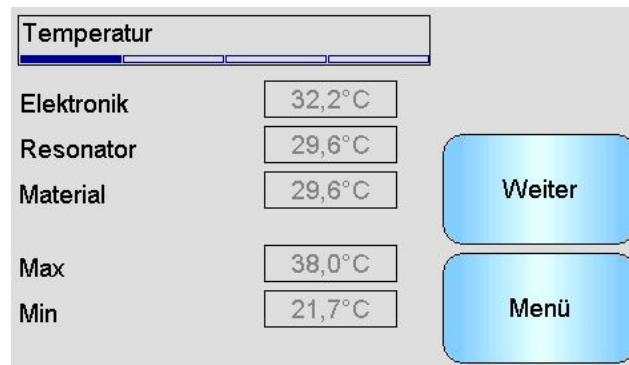 Temperatur
Elektronik 32,2°C
Resonator 29,6°C
Material 29,6°C
Weiter
Max 38,0°C
Min 21,7°C
Menü